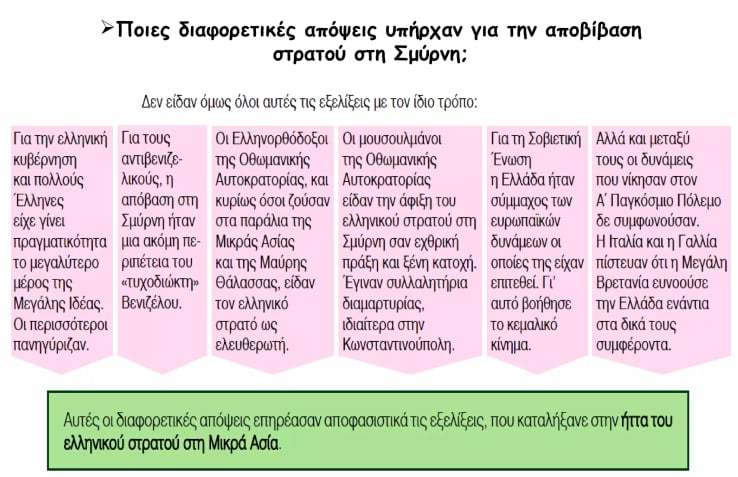 ➢Ποιες διαφορετικές απόψεις υπήρχαν για την αποβίβαση
στρατού στη Σμύρνη;
Δεν είδαν όμως όλοι αυτές τις εξελίξεις με τον ίδιο τρόπο:
Για την ελληνική
κυβέρνηση
και πολλούς
Έλληνες
είχε γίνει
πραγματικότητα
το μεγαλύτερο
μέρος της
Μεγάλης Ιδέας.
Οι περισσότεροι
πανηγύριζαν.
Για τους
αντιβενιζε-
λικούς, η
απόβαση στη
Σμύρνη ήταν
μια ακόμη πε-
ριπέτεια του
«τυχοδιώκτη»
Βενιζέλου.
Οι Ελληνορθόδοξοι
της Οθωμανικής
Αυτοκρατορίας, και
κυρίως όσοι ζούσαν
στα παράλια της
Μικράς Ασίας
και της Μαύρης
Θάλασσας, είδαν
τον ελληνικό
στρατό ως
ελευθερωτή.
Οι μουσουλμάνοι
της Οθωμανικής
Αυτοκρατορίας
είδαν την άφιξη του
ελληνικού στρατού στη
Σμύρνη σαν εχθρική
πράξη και ξένη κατοχή.
Έγιναν συλλαλητήρια
διαμαρτυρίας,
ιδιαίτερα στην
Κωνσταντινούπολη.
Για τη Σοβιετική
Ένωση
η Ελλάδα ήταν
σύμμαχος των
ευρωπαϊκών
δυνάμεων οι
οποίες της είχαν
επιτεθεί. Γι'
αυτό βοήθησε
το κεμαλικό
κίνημα.
Αλλά και μεταξύ
τους οι δυνάμεις
που νίκησαν στον
Α΄ Παγκόσμιο Πόλεμο
δε συμφωνούσαν.
Η Ιταλία και η Γαλλία
πίστευαν ότι η Μεγάλη
Βρετανία ευνοούσε
την Ελλάδα ενάντια
στα δικά τους
συμφέροντα.
Αυτές οι διαφορετικές απόψεις επηρέασαν αποφασιστικά τις εξελίξεις, που καταλήξανε στην ήττα του
ελληνικού στρατού στη Μικρά Ασία.